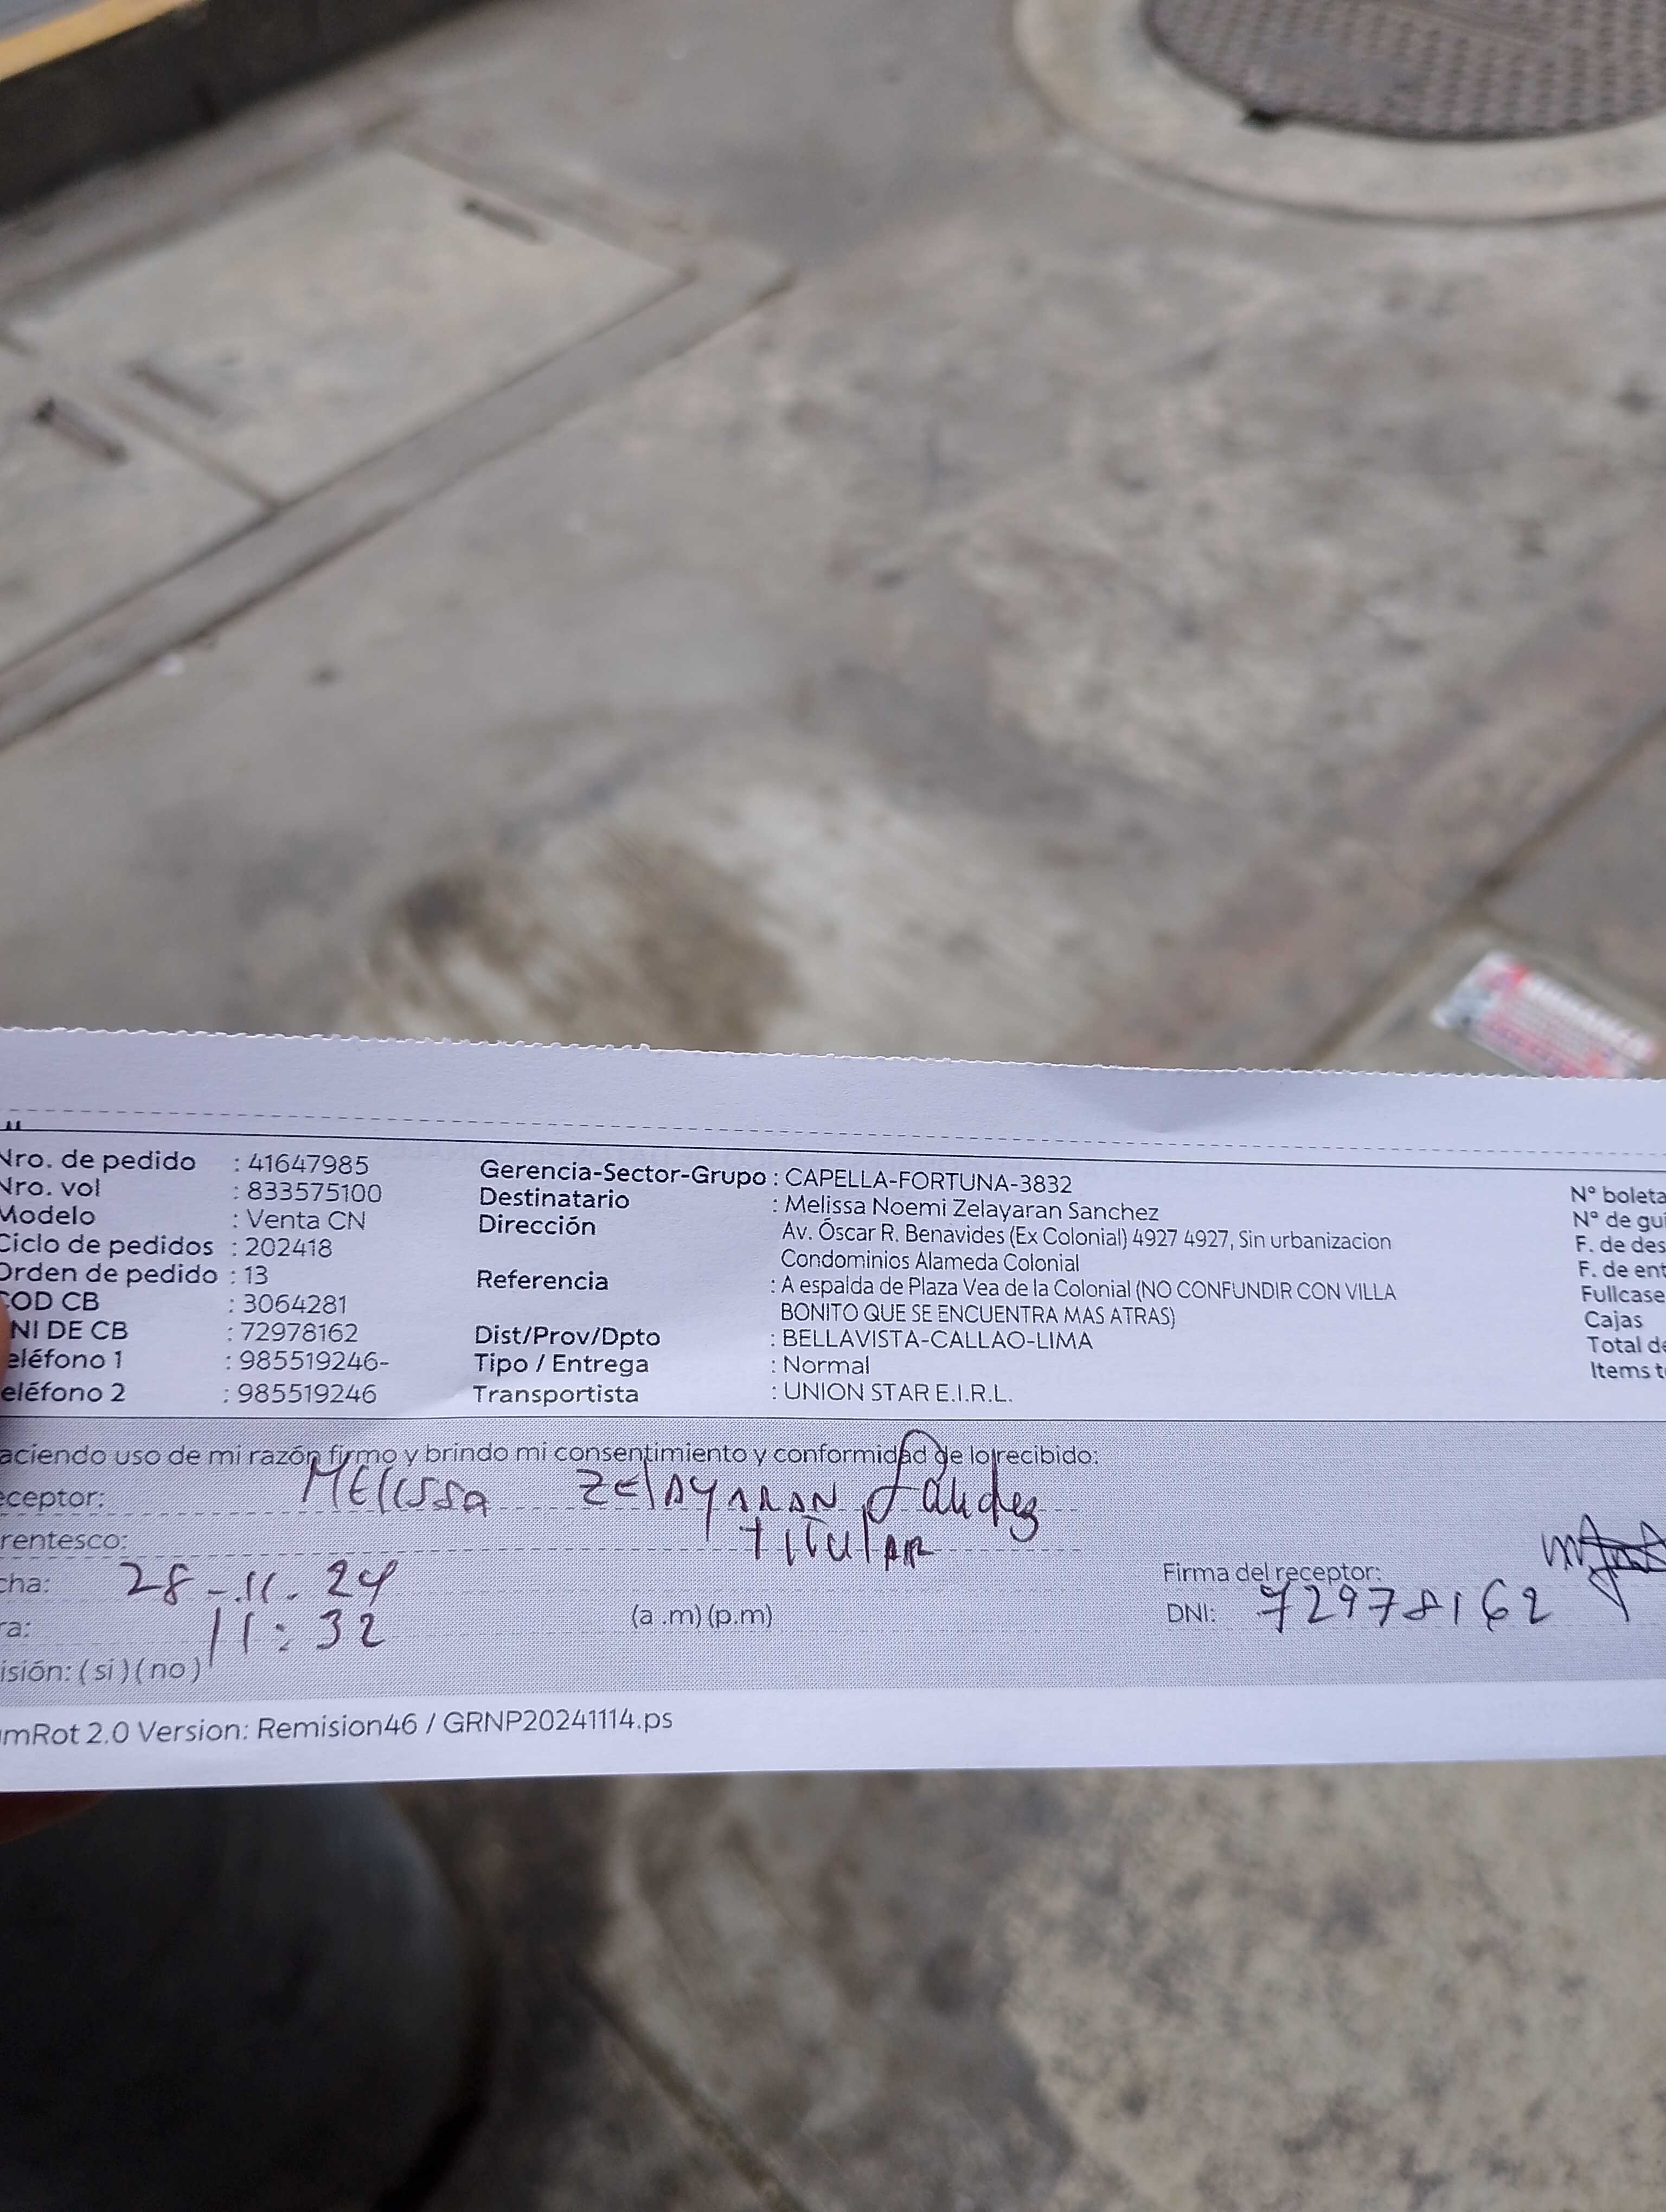 Nro. de pedido : 41647985
Nro. vol : 833575100
Modelo : Venta CN
Ciclo de pedidos : 202418
Orden de pedido : 13
COD CB : 3064281
NI DE CB : 72978162
eléfono 1 : 985519246-
eléfono 2 : 985519246
Gerencia-Sector-Grupo : CAPELLA-FORTUNA-3832
Destinatario : Melissa Noemi Zelayaran Sanchez
Dirección Av. Óscar R. Benavides (Ex Colonial) 4927 4927, Sin urbanizacion
Condominios Alameda Colonial
Referencia : A espalda de Plaza Vea de la Colonial (NO CONFUNDIR CON VILLA
BONITO QUE SE ENCUENTRA MAS ATRAS)
Dist/Prov/Dpto : BELLAVISTA-CALLAO-LIMA
Tipo / Entrega : Normal
Transportista : UNION STAR E.I.R.L.
N° boleta
N° de gui
F. de des
F. de ent
Fullcase
Cajas
Total de
Items t
aciendo uso de mi razón firmo y brindo mi consentimiento y conformidad de lo recibido:
eceptor: MELISSA ZELAYARAN Sanchez
rentesco: TITULAR
cha: 28-11-24
ra: 11:32 (a .m) (p.m)
isión: (si) (no)
Firma del receptor:
DNI: 72978162
mRot 2.0 Version: Remision46 / GRNP20241114.ps